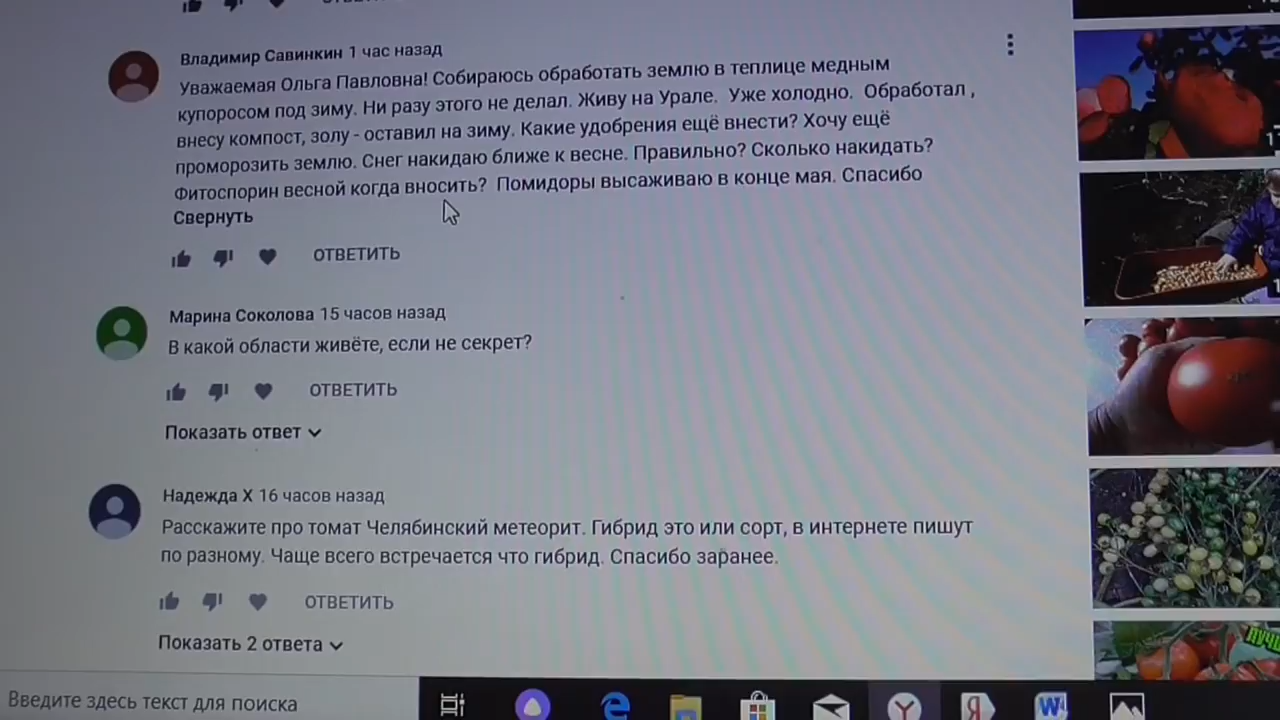 Владимир Савинкин 1 час назад
Уважаемая Ольга Павловна! Собираюсь обработать землю в теплице медным
купоросом под зиму. Ни разу этого не делал. Живу на Урале. Уже холодно. Обработал ,
внесу компост, золу - оставил на зиму. Какие удобрения ещё внести? Хочу ещё
проморозить землю. Снег накидаю ближе к весне. Правильно? Сколько накидать?
Фитоспорин весной когда вносить? Помидоры высаживаю в конце мая. Спасибо
Свернуть
ОТВЕТИТЬ
Марина Соколова 15 часов назад
В какой области живёте, если не секрет?
ОТВЕТИТЬ
Показать ответ
Надежда Х 16 часов назад
Расскажите про томат Челябинский метеорит. Гибрид это или сорт, в интернете пишут
по разному. Чаще всего встречается что гибрид. Спасибо заранее.
ОТВЕТИТЬ
Показать 2 ответа
Введите здесь текст для поиска